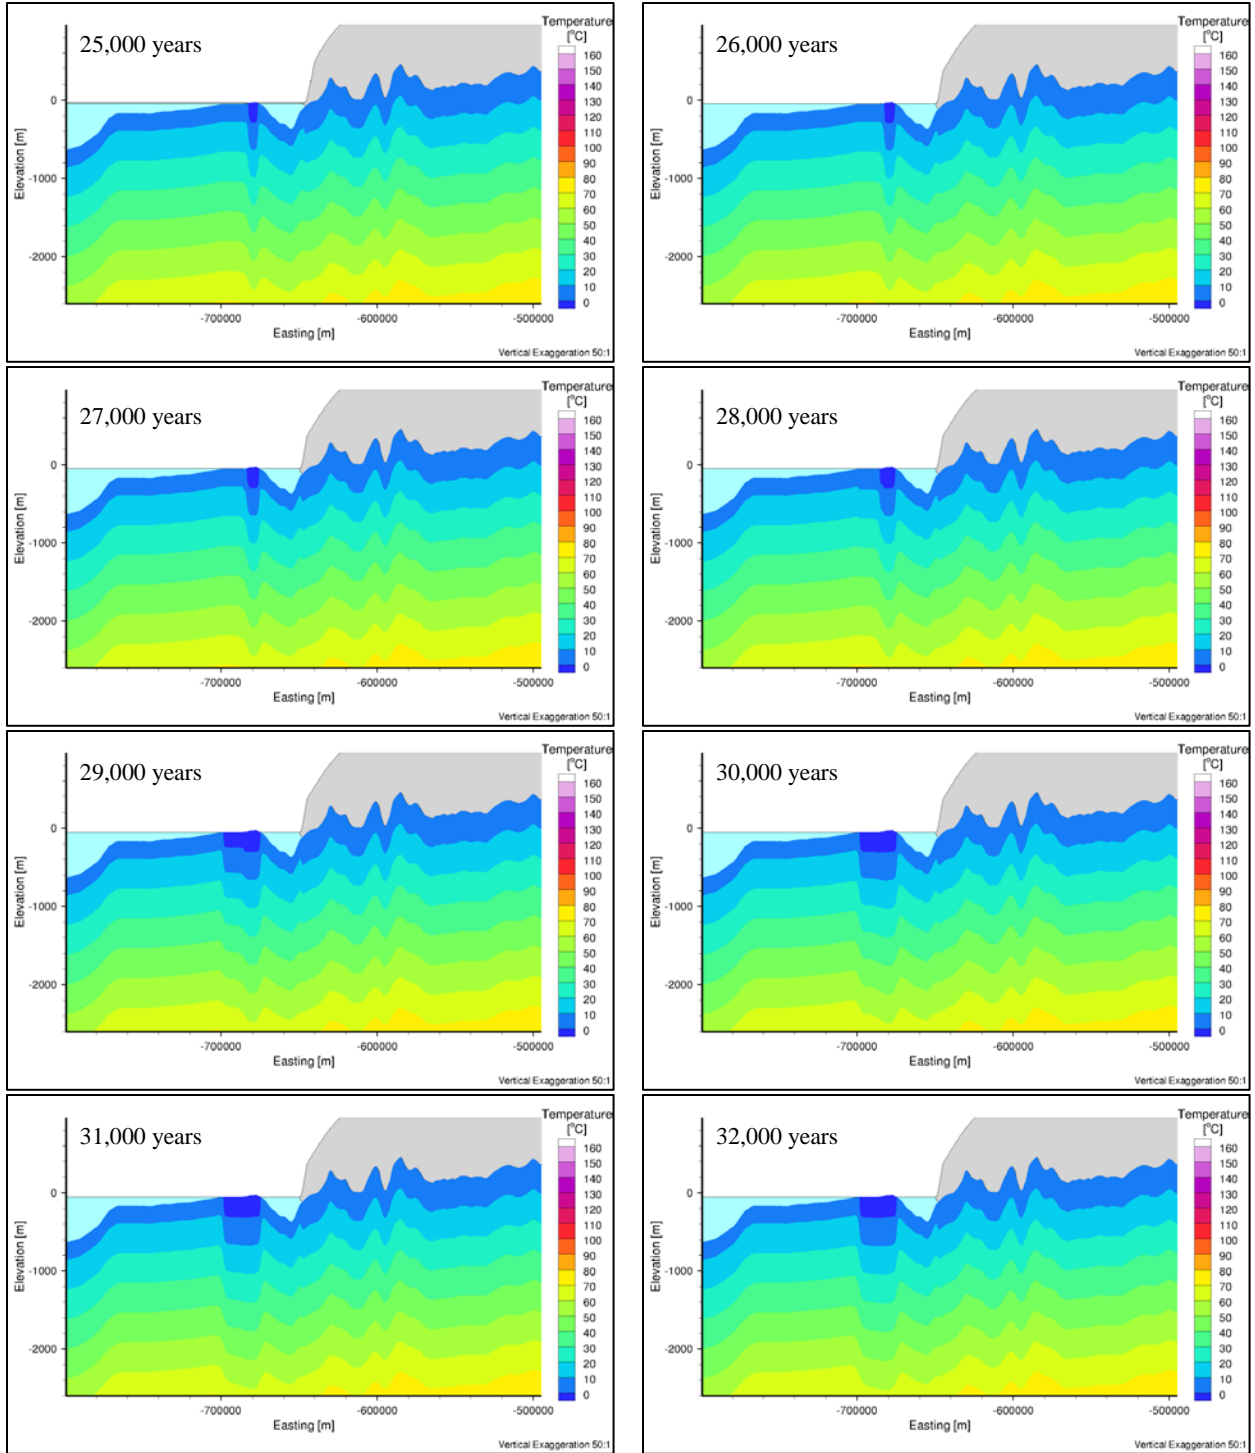 25,000 years
Temperature
[°C]
160
150
140
130
120
110
100
90
80
70
60
50
40
30
20
10
0
0
-1000
-2000
Elevation [m]
-700000 -600000 -500000
Easting [m]
Vertical Exaggeration 50:1
26,000 years
Temperature
[°C]
160
150
140
130
120
110
100
90
80
70
60
50
40
30
20
10
0
0
-1000
-2000
Elevation [m]
-700000 -600000 -500000
Easting [m]
Vertical Exaggeration 50:1
27,000 years
Temperature
[°C]
160
150
140
130
120
110
100
90
80
70
60
50
40
30
20
10
0
0
-1000
-2000
Elevation [m]
-700000 -600000 -500000
Easting [m]
Vertical Exaggeration 50:1
28,000 years
Temperature
[°C]
160
150
140
130
120
110
100
90
80
70
60
50
40
30
20
10
0
0
-1000
-2000
Elevation [m]
-700000 -600000 -500000
Easting [m]
Vertical Exaggeration 50:1
29,000 years
Temperature
[°C]
160
150
140
130
120
110
100
90
80
70
60
50
40
30
20
10
0
0
-1000
-2000
Elevation [m]
-700000 -600000 -500000
Easting [m]
Vertical Exaggeration 50:1
30,000 years
Temperature
[°C]
160
150
140
130
120
110
100
90
80
70
60
50
40
30
20
10
0
0
-1000
-2000
Elevation [m]
-700000 -600000 -500000
Easting [m]
Vertical Exaggeration 50:1
31,000 years
Temperature
[°C]
160
150
140
130
120
110
100
90
80
70
60
50
40
30
20
10
0
0
-1000
-2000
Elevation [m]
-700000 -600000 -500000
Easting [m]
Vertical Exaggeration 50:1
32,000 years
Temperature
[°C]
160
150
140
130
120
110
100
90
80
70
60
50
40
30
20
10
0
0
-1000
-2000
Elevation [m]
-700000 -600000 -500000
Easting [m]
Vertical Exaggeration 50:1